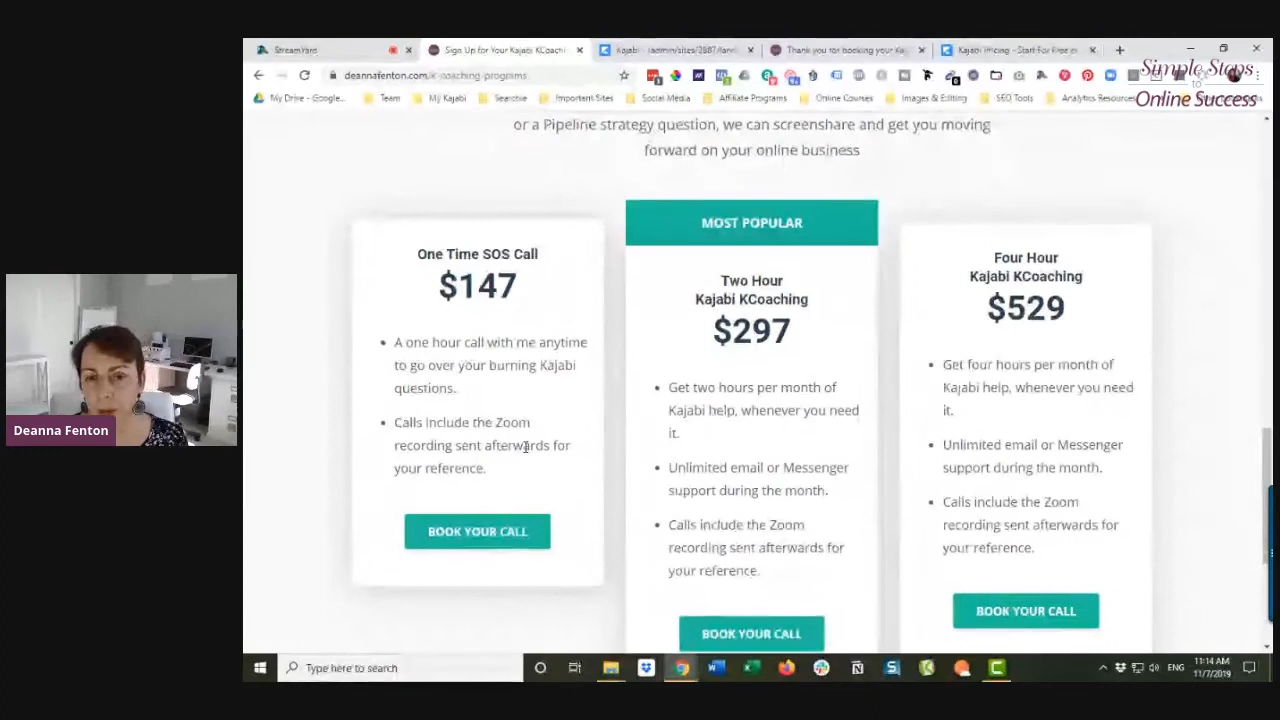 StreamYard
Sign Up for Your Kajabi KCoachi
Thank you for booking your Kaj
Kajabi Pricing - Start For Free
deannafenton.com/k-coaching-programs
Simple Steps
to
Online Success
My Drive - Google...
Team
My Kajabi
Searchie
Important Sites
Social Media
Affiliate Programs
Online Courses
Images & Editing
SEO Tools
Analytics Resources
or a Pipeline strategy question, we can screenshare and get you moving
forward on your online business
One Time SOS Call
$147
• A one hour call with me anytime
to go over your burning Kajabi
questions.
• Calls include the Zoom
recording sent afterwards for
your reference.
BOOK YOUR CALL
MOST POPULAR
Two Hour
Kajabi KCoaching
$297
• Get two hours per month of
Kajabi help, whenever you need
it.
• Unlimited email or Messenger
support during the month.
• Calls include the Zoom
recording sent afterwards for
your reference.
BOOK YOUR CALL
Four Hour
Kajabi KCoaching
$529
• Get four hours per month of
Kajabi help, whenever you need
it.
• Unlimited email or Messenger
support during the month.
• Calls include the Zoom
recording sent afterwards for
your reference.
BOOK YOUR CALL
Deanna Fenton
Type here to search
ENG
11:14 AM
11/7/2019